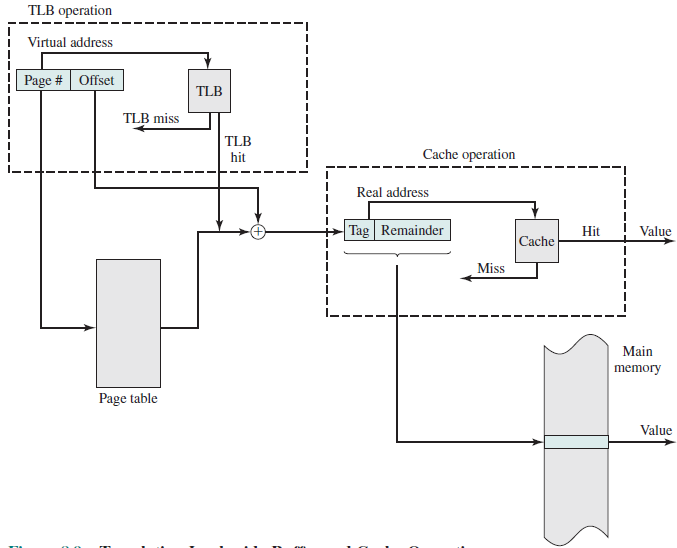 TLB operation
Virtual address
Page # Offset
TLB
TLB miss
TLB
hit
Cache operation
Real address
Tag Remainder
Cache
Hit
Value
Miss
+
Page table
Main
memory
Value